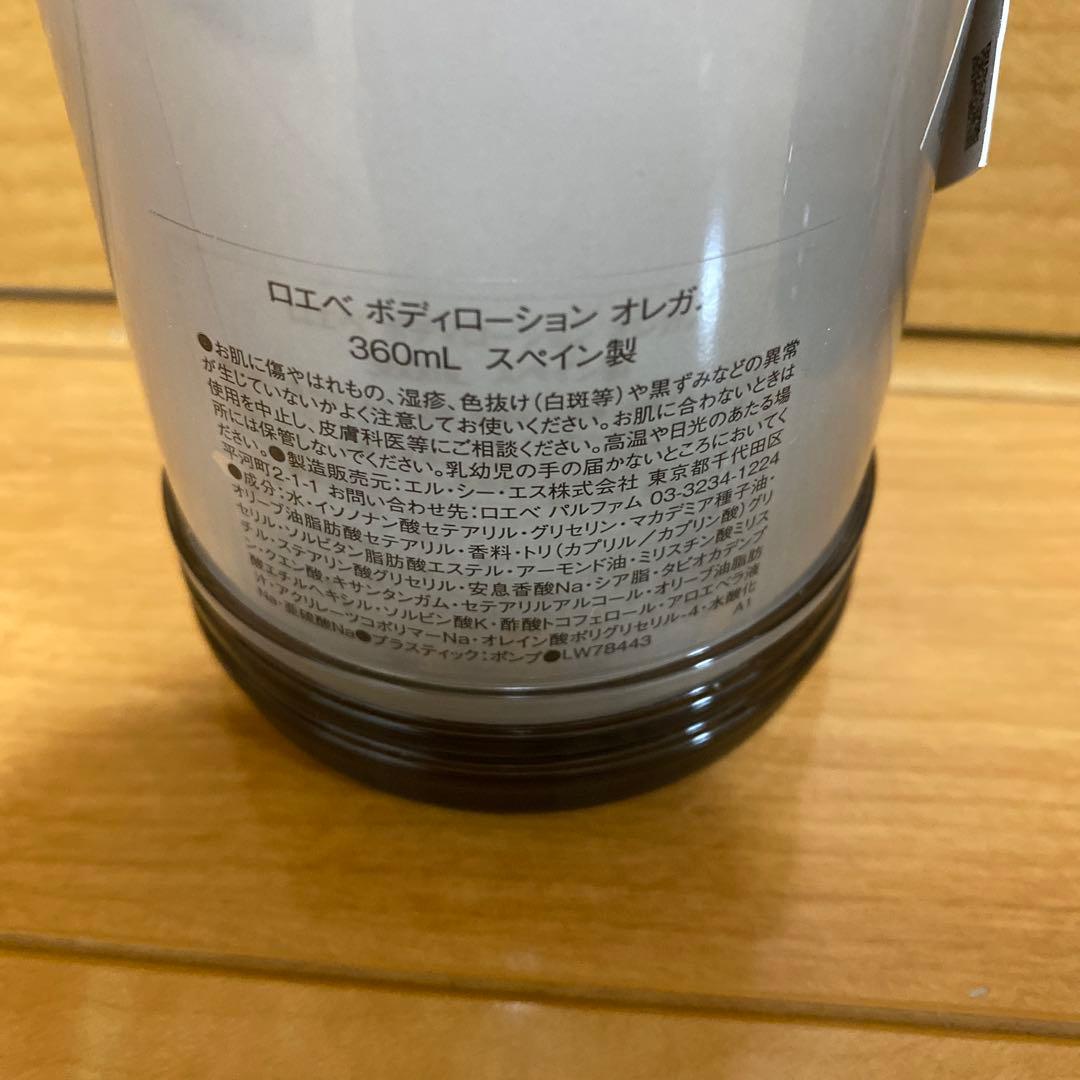 ロエベ ボディローション オレガ
360mL スペイン製
●お肌に傷やはれもの、湿疹、色抜け(白斑等)や黒ずみなどの異常
が生じていないかよく注意してお使いください。お肌に合わないときは
使用を中止し、皮膚科医等にご相談ください。高温や日光のあたる場
所には保管しないでください。乳幼児の手の届かないところにおいてく
ださい。●製造販売元:エル・シー・エス株式会社 東京都千代田区
平河町2-1-1 お問い合わせ先:ロエベ パルファム 03-3234-1224
●成分:水・イソノナン酸セテアリル・グリセリン・マカデミア種子油・
オリーブ油脂肪酸セテアリル・香料・トリ(カプリル/カプリン酸)グリ
セリル・ソルビタン脂肪酸エステル・アーモンド油・ミリスチン酸ミリス
チル・ステアリン酸グリセリル・安息香酸Na・シア脂・タピオカデンプ
ン・クエン酸・キサンタンガム・セテアリルアルコール・オリーブ油脂肪
酸エチルヘキシル・ソルビン酸K・酢酸トコフェロール・アロエベラ液
汁・アクリレーツコポリマーNa・オレイン酸ポリグリセリル-4・水酸化
Na・亜硫酸Na●プラスティック:ポンプ●LW78443 A1